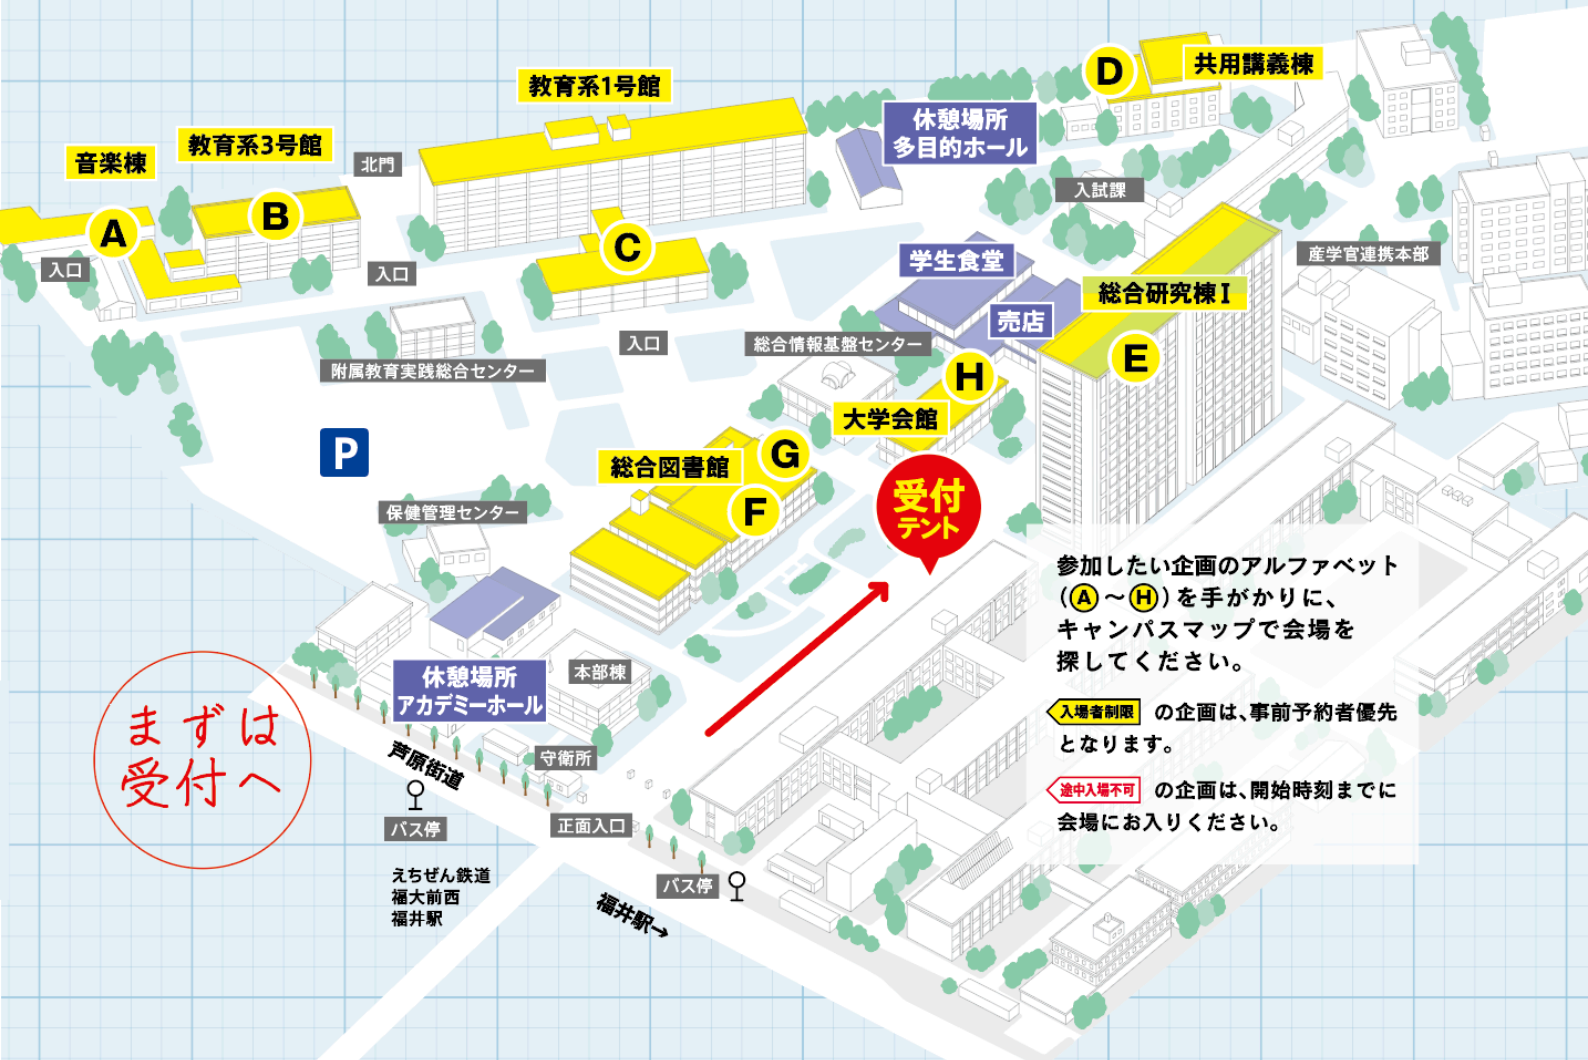 D
共用講義棟
教育系1号館
休憩場所
多目的ホール
教育系3号館
音楽棟
北門
入試課
A
B
C
入口
入口
学生食堂
産学官連携本部
総合研究棟Ⅰ
売店
入口
総合情報基盤センター
E
附属教育実践総合センター
H
大学会館
P
G
総合図書館
F
受付
テント
保健管理センター
参加したい企画のアルファベット
(A～H)を手がかりに、
キャンパスマップで会場を
探してください。
入場者制限 の企画は、事前予約者優先
となります。
途中入場不可 の企画は、開始時刻までに
会場にお入りください。
本部棟
休憩場所
アカデミーホール
まずは
受付へ
芦原街道
守衛所
バス停
正面入口
えちぜん鉄道
福大前西
福井駅
バス停
福井駅→